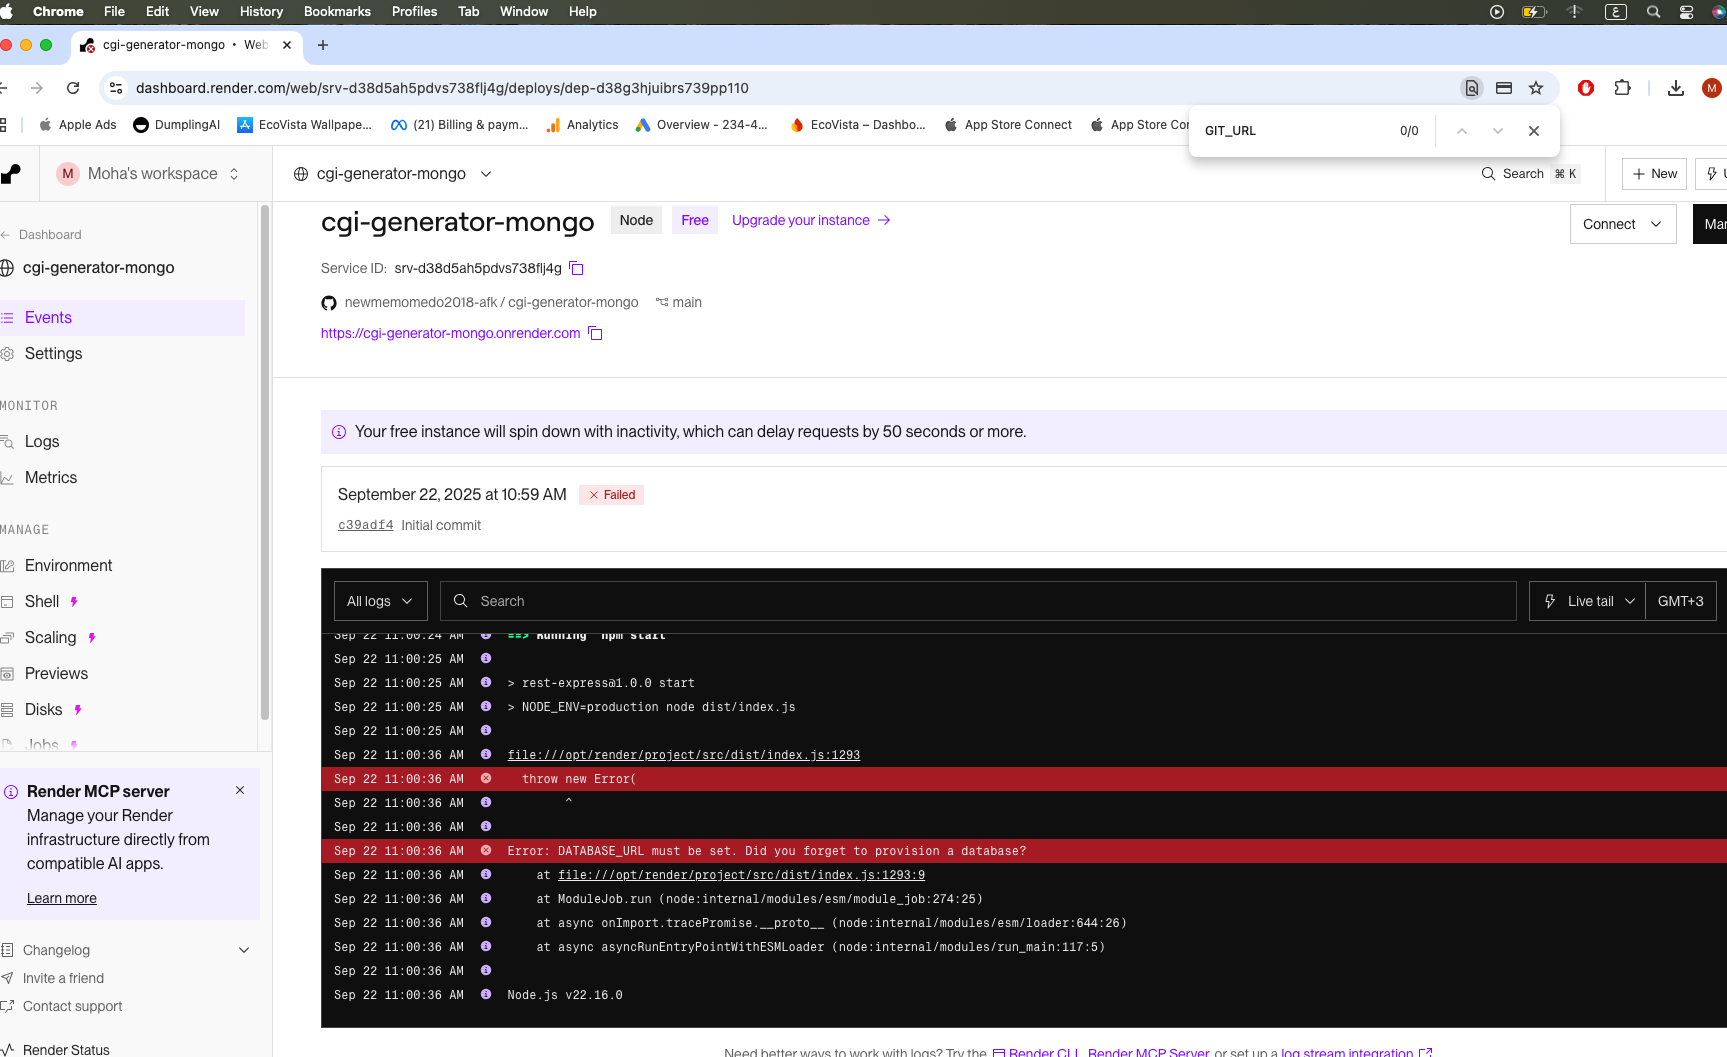 Chrome File Edit View History Bookmarks Profiles Tab Window Help
cgi-generator-mongo • Web
dashboard.render.com/web/srv-d38d5ah5pdvs738flj4g/deploys/dep-d38g3hjuibrs739pp110
M
Apple Ads DumplingAI EcoVista Wallpape... (21) Billing & paym... Analytics Overview - 234-4... EcoVista – Dashbo... App Store Connect App Store Con
GIT_URL 0/0
M Moha's workspace
cgi-generator-mongo
Search ⌘ K
+ New
Dashboard
cgi-generator-mongo
Events
Settings
MONITOR
Logs
Metrics
MANAGE
Environment
Shell
Scaling
Previews
Disks
Jobs
Render MCP server
Manage your Render
infrastructure directly from
compatible AI apps.
Learn more
Changelog
Invite a friend
Contact support
Render Status
cgi-generator-mongo Node Free Upgrade your instance →
Connect
Man
Service ID: srv-d38d5ah5pdvs738flj4g
newmemomedo2018-afk / cgi-generator-mongo main
https://cgi-generator-mongo.onrender.com
Your free instance will spin down with inactivity, which can delay requests by 50 seconds or more.
September 22, 2025 at 10:59 AM Failed
c39adf4 Initial commit
All logs Search Live tail GMT+3
Sep 22 11:00:24 AM ==> Running 'npm start'
Sep 22 11:00:25 AM
Sep 22 11:00:25 AM > rest-express@1.0.0 start
Sep 22 11:00:25 AM > NODE_ENV=production node dist/index.js
Sep 22 11:00:25 AM
Sep 22 11:00:36 AM file:///opt/render/project/src/dist/index.js:1293
Sep 22 11:00:36 AM throw new Error(
Sep 22 11:00:36 AM ^
Sep 22 11:00:36 AM
Sep 22 11:00:36 AM Error: DATABASE_URL must be set. Did you forget to provision a database?
Sep 22 11:00:36 AM at file:///opt/render/project/src/dist/index.js:1293:9
Sep 22 11:00:36 AM at ModuleJob.run (node:internal/modules/esm/module_job:274:25)
Sep 22 11:00:36 AM at async onImport.tracePromise.__proto__ (node:internal/modules/esm/loader:644:26)
Sep 22 11:00:36 AM at async asyncRunEntryPointWithESMLoader (node:internal/modules/run_main:117:5)
Sep 22 11:00:36 AM
Sep 22 11:00:36 AM Node.js v22.16.0
Need better ways to work with logs? Try the Render CLI, Render MCP Server, or set up a log stream integration